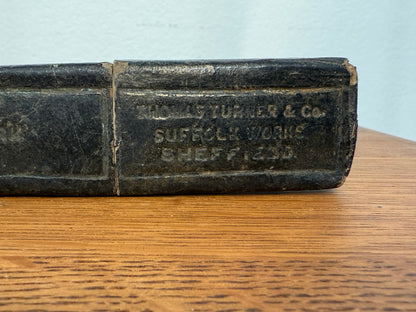 THOMAS TURNER & Co.
SUFFOLK WORKS
SHEFFIELD